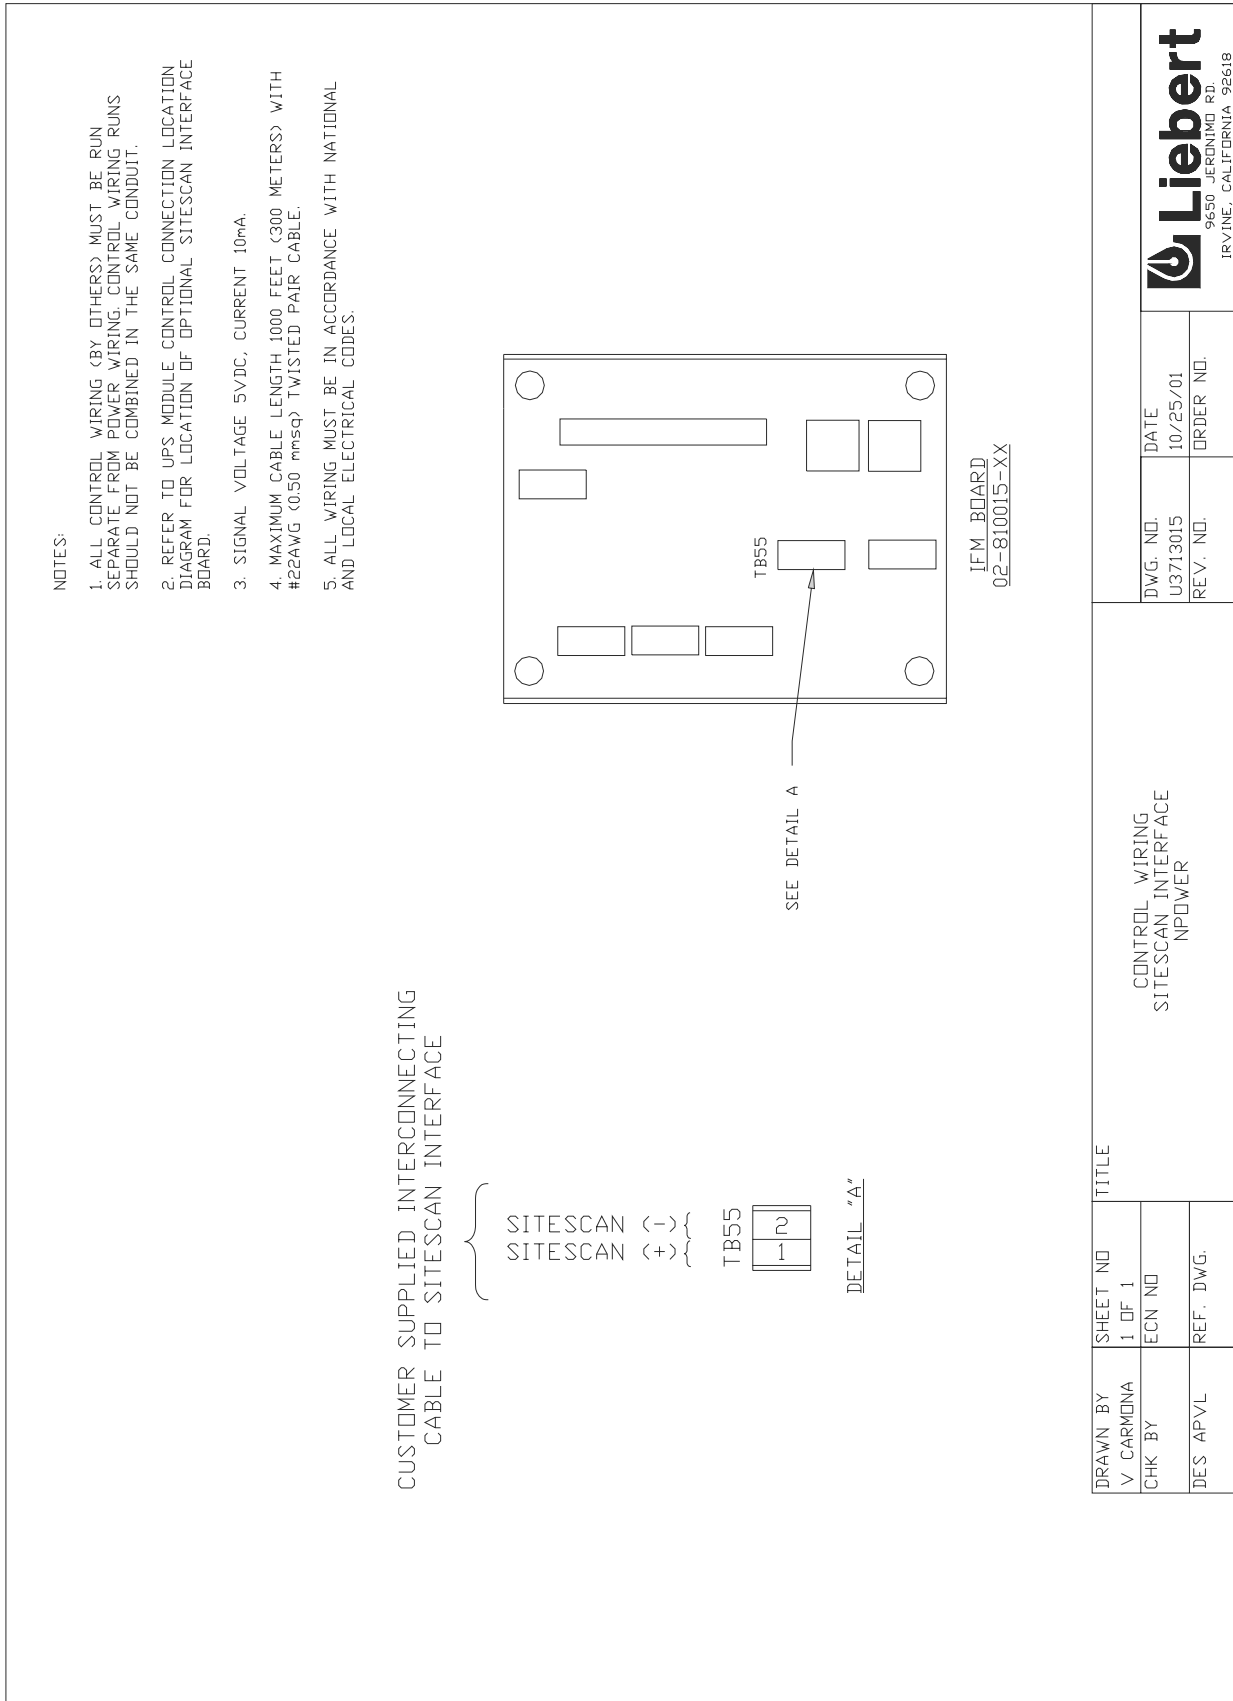 NOTES:
1. ALL CONTROL WIRING (BY OTHERS) MUST BE RUN
SEPARATE FROM POWER WIRING. CONTROL WIRING RUNS
SHOULD NOT BE COMBINED IN THE SAME CONDUIT.
2. REFER TO UPS MODULE CONTROL CONNECTION LOCATION
DIAGRAM FOR LOCATION OF OPTIONAL SITESCAN INTERFACE
BOARD.
3. SIGNAL VOLTAGE 5VDC, CURRENT 10mA.
4. MAXIMUM CABLE LENGTH 1000 FEET (300 METERS) WITH
#22AWG (0.50 mmsq) TWISTED PAIR CABLE.
5. ALL WIRING MUST BE IN ACCORDANCE WITH NATIONAL
AND LOCAL ELECTRICAL CODES.
CUSTOMER SUPPLIED INTERCONNECTING
CABLE TO SITESCAN INTERFACE
SITESCAN (-) {
SITESCAN (+) {
TB55
1 2
DETAIL "A"
SEE DETAIL A
TB55
IFM BOARD
02-810015-XX
DRAWN BY
V CARMONA
CHK BY
DES APVL
SHEET NO
1 OF 1
ECN NO
REF. DWG.
TITLE
CONTROL WIRING
SITESCAN INTERFACE
NPOWER
DWG. NO.
U3713015
REV. NO.
DATE
10/25/01
ORDER NO.
Liebert
9650 JERONIMO RD.
IRVINE, CALIFORNIA 92618